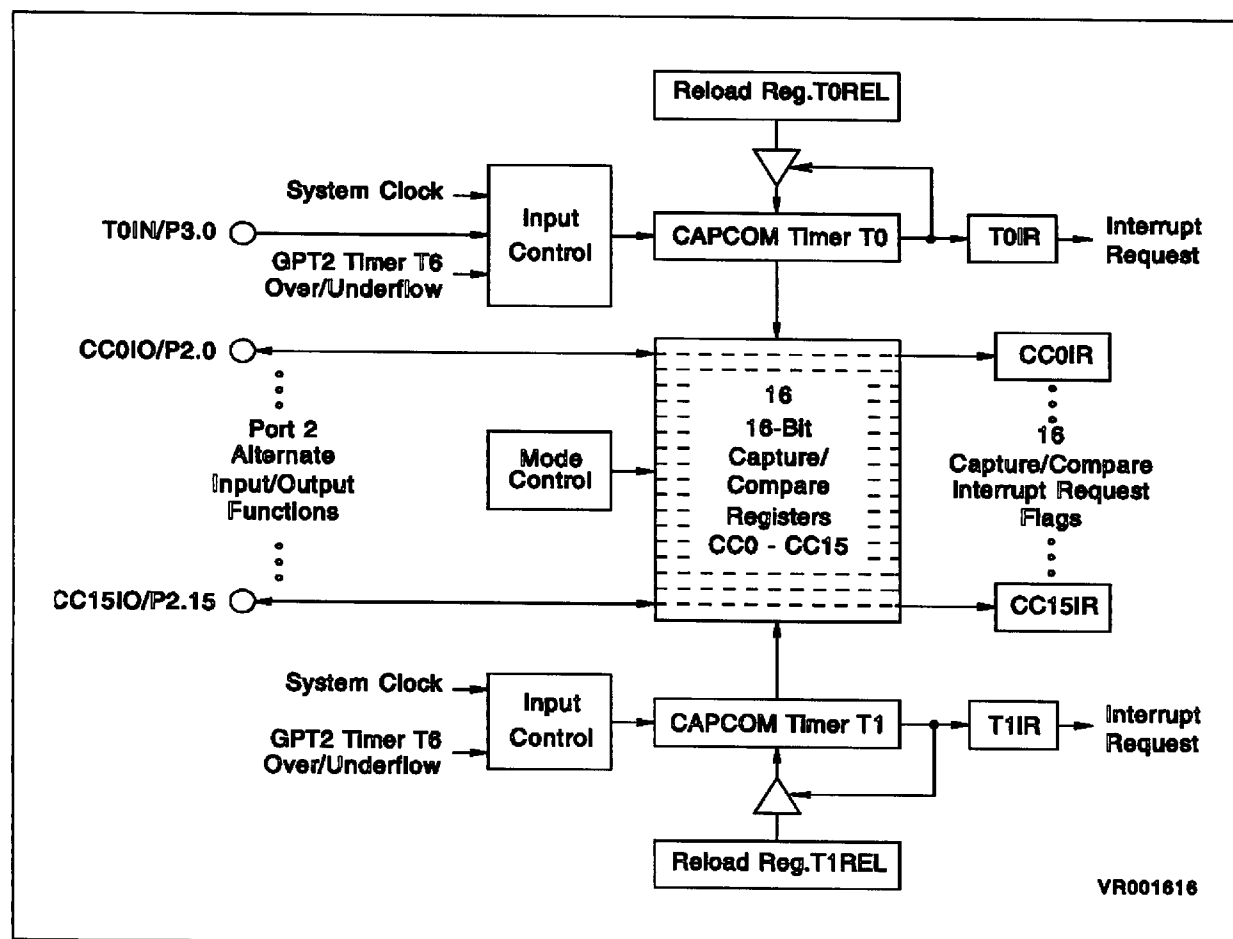 Reload Reg.T0REL
System Clock
T0IN/P3.0
GPT2 Timer T6
Over/Underflow
Input
Control
CAPCOM Timer T0
T0IR
Interrupt
Request
CC0IO/P2.0
Port 2
Alternate
Input/Output
Functions
CC15IO/P2.15
Mode
Control
16
16-Bit
Capture/
Compare
Registers
CC0 - CC15
CC0IR
16
Capture/Compare
Interrupt Request
Flags
CC15IR
System Clock
GPT2 Timer T6
Over/Underflow
Input
Control
CAPCOM Timer T1
T1IR
Interrupt
Request
Reload Reg.T1REL
VR001616